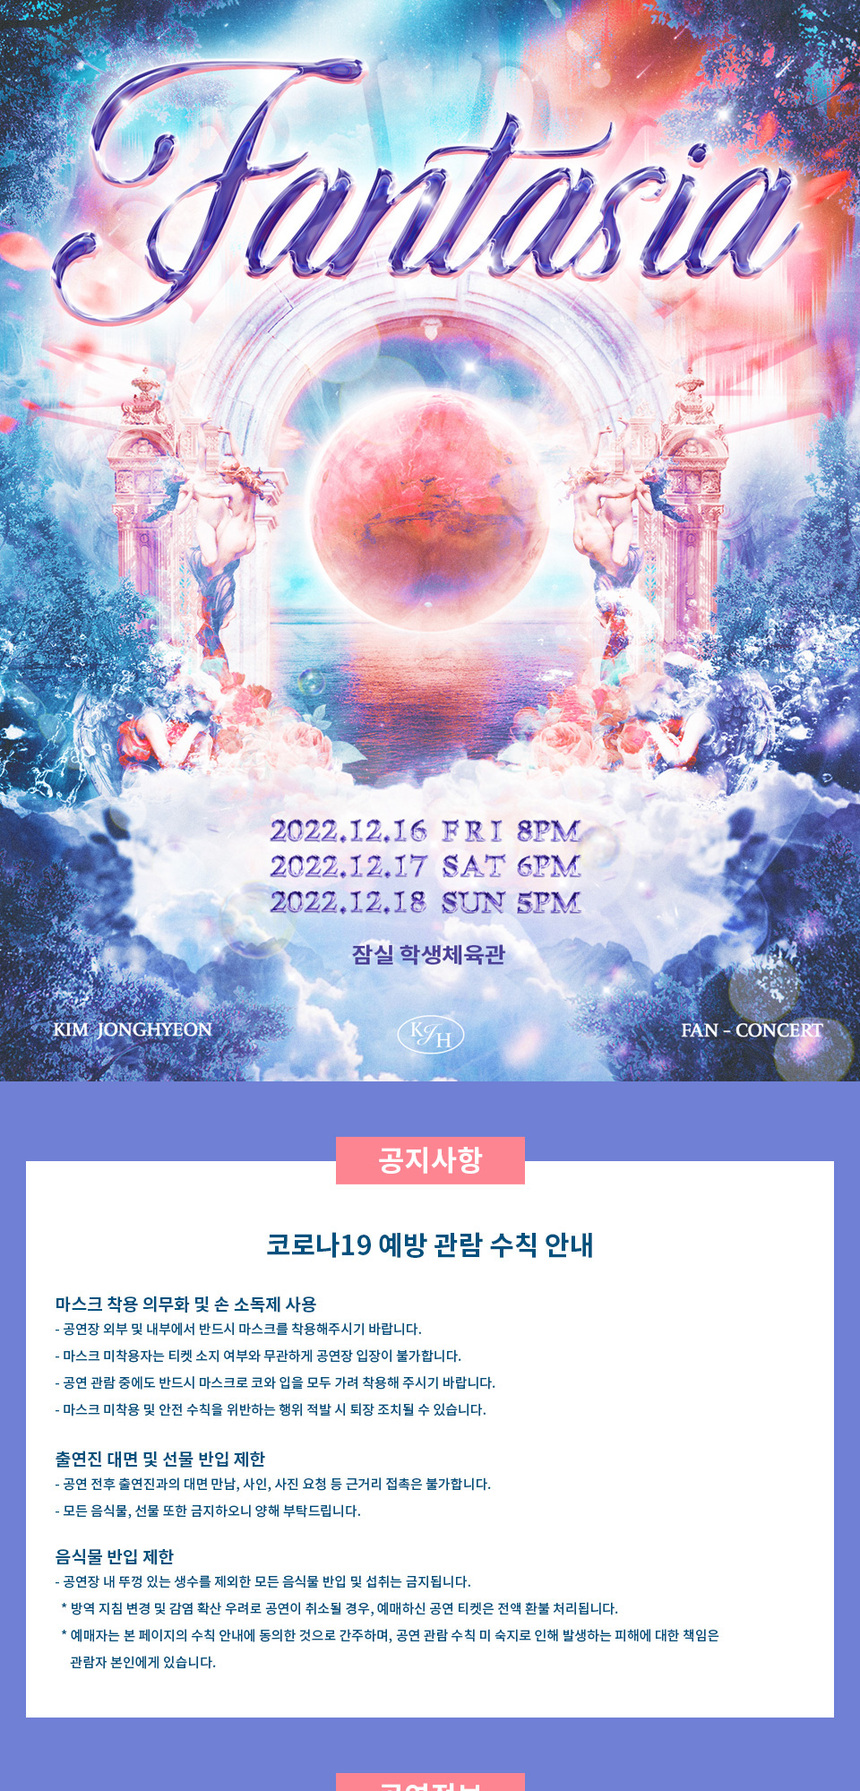 Fantasia
2022.12.16 FRI 8PM
2022.12.17 SAT 6PM
2022.12.18 SUN 5PM
잠실 학생체육관
KIM JONGHYEON
KJH
FAN - CONCERT
공지사항
코로나19 예방 관람 수칙 안내
마스크 착용 의무화 및 손 소독제 사용
- 공연장 외부 및 내부에서 반드시 마스크를 착용해주시기 바랍니다.
- 마스크 미착용자는 티켓 소지 여부와 무관하게 공연장 입장이 불가합니다.
- 공연 관람 중에도 반드시 마스크로 코와 입을 모두 가려 착용해 주시기 바랍니다.
- 마스크 미착용 및 안전 수칙을 위반하는 행위 적발 시 퇴장 조치될 수 있습니다.
출연진 대면 및 선물 반입 제한
- 공연 전후 출연진과의 대면 만남, 사인, 사진 요청 등 근거리 접촉은 불가합니다.
- 모든 음식물, 선물 또한 금지하오니 양해 부탁드립니다.
음식물 반입 제한
- 공연장 내 뚜껑 있는 생수를 제외한 모든 음식물 반입 및 섭취는 금지됩니다.
* 방역 지침 변경 및 감염 확산 우려로 공연이 취소될 경우, 예매하신 공연 티켓은 전액 환불 처리됩니다.
* 예매자는 본 페이지의 수칙 안내에 동의한 것으로 간주하며, 공연 관람 수칙 미 숙지로 인해 발생하는 피해에 대한 책임은
관람자 본인에게 있습니다.